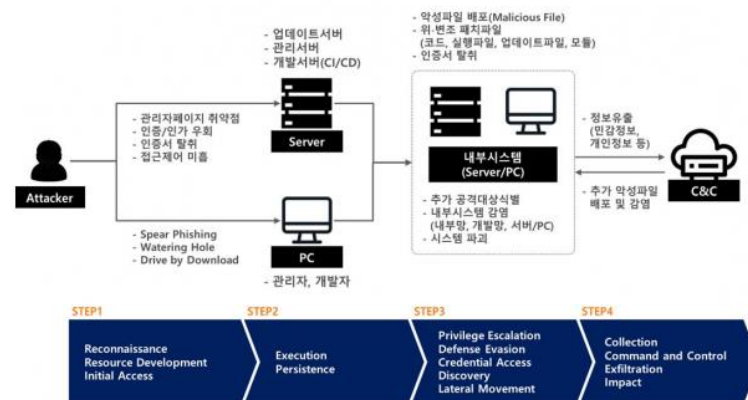 - 업데이트서버
- 관리서버
- 개발서버(CI/CD)
- 악성파일 배포(Malicious File)
- 위·변조 패치파일
(코드, 실행파일, 업데이트파일, 모듈)
- 인증서 탈취
- 관리자페이지 취약점
- 인증/인가 우회
- 인증서 탈취
- 접근제어 미흡
Server
Attacker
- Spear Phishing
- Watering Hole
- Drive by Download
PC
- 관리자, 개발자
내부시스템
(Server/PC)
- 추가 공격대상식별
- 내부시스템 감염
(내부망, 개발망, 서버/PC)
- 시스템 파괴
- 정보유출
(민감정보,
개인정보 등)
- 추가 악성파일
배포 및 감염
C&C
STEP1
Reconnaissance
Resource Development
Initial Access
STEP2
Execution
Persistence
STEP3
Privilege Escalation
Defense Evasion
Credential Access
Discovery
Lateral Movement
STEP4
Collection
Command and Control
Exfiltration
Impact